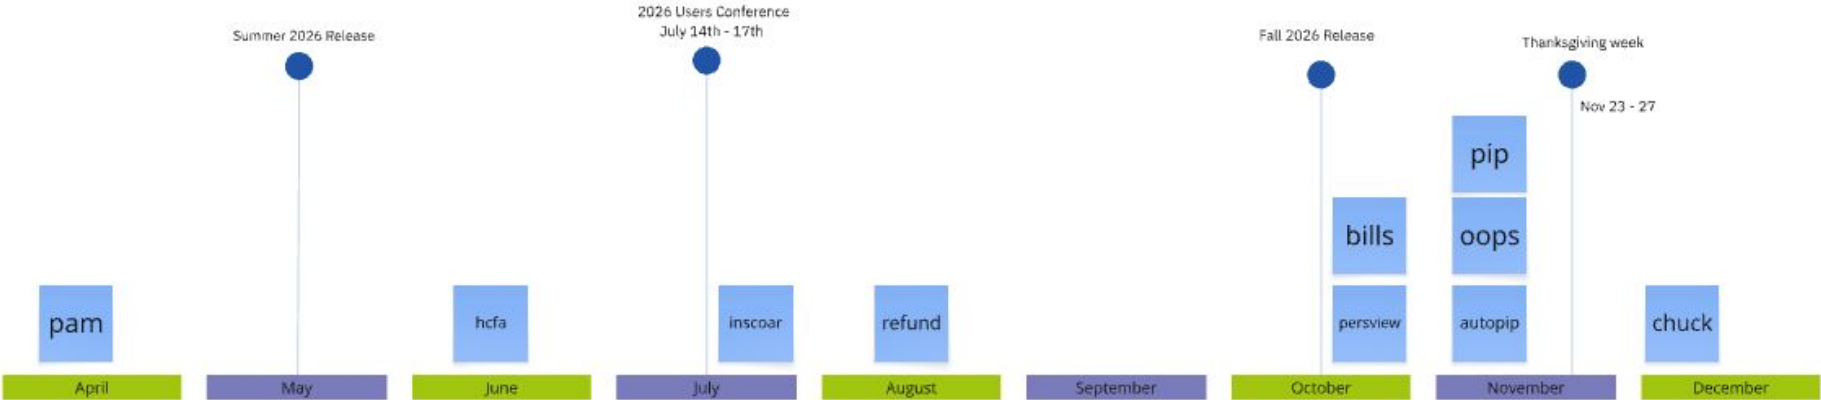 Summer 2026 Release
2026 Users Conference
July 14th - 17th
Fall 2026 Release
Thanksgiving week
Nov 23 - 27
pip
bills
oops
pam
hcfa
inscoar
refund
persview
autopip
chuck
April
May
June
July
August
September
October
November
December